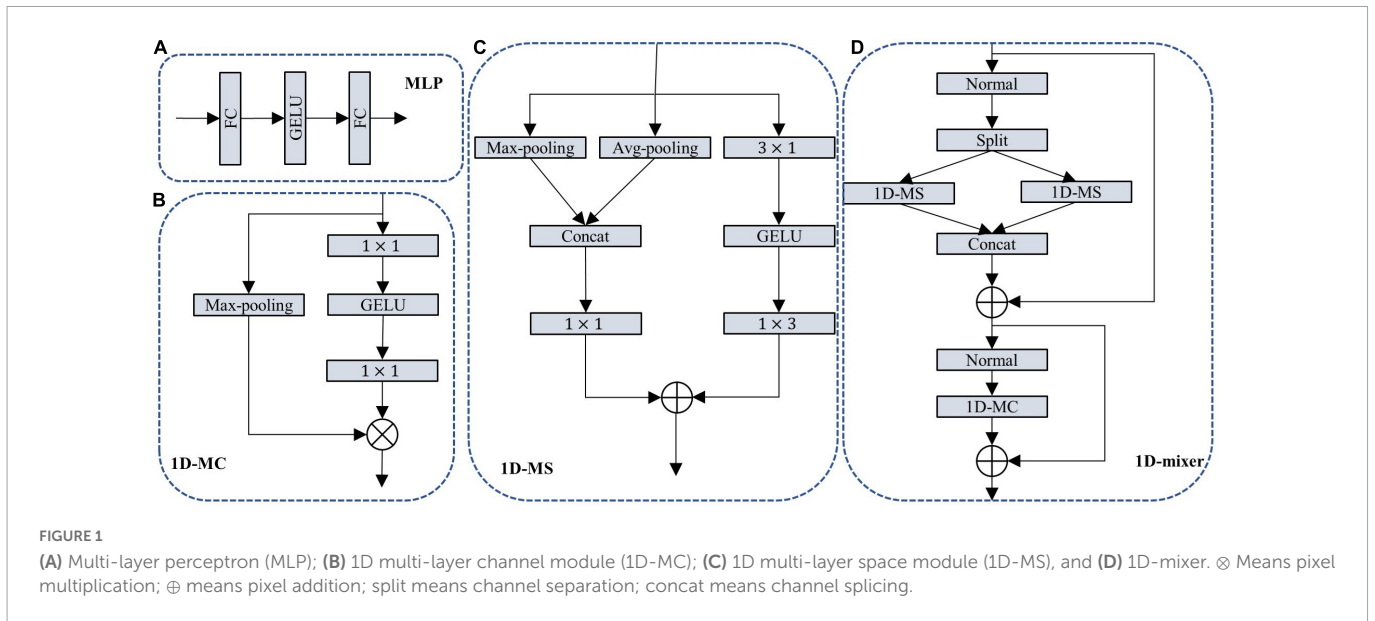 A
MLP
FC
GELU
FC
B
1 × 1
Max-pooling
GELU
1 × 1
1D-MC
C
Max-pooling
Avg-pooling
3 × 1
Concat
GELU
1 × 1
1 × 3
1D-MS
D
Normal
Split
1D-MS
1D-MS
Concat
Normal
1D-MC
1D-mixer
FIGURE 1
(A) Multi-layer perceptron (MLP); (B) 1D multi-layer channel module (1D-MC); (C) 1D multi-layer space module (1D-MS), and (D) 1D-mixer. ⊗ Means pixel
multiplication; ⊕ means pixel addition; split means channel separation; concat means channel splicing.